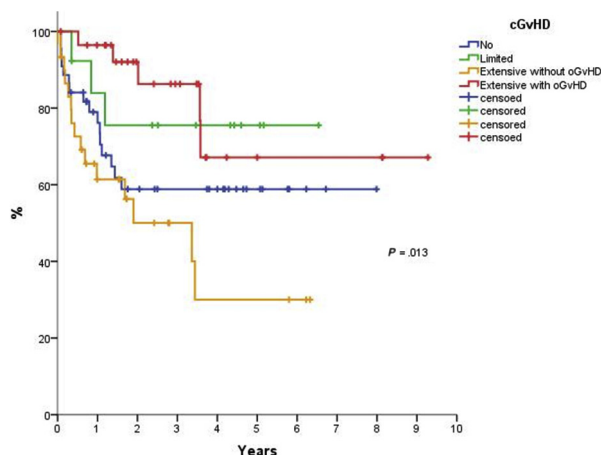 cGvHD
No
Limited
Extensive without oGvHD
Extensive with oGvHD
censoed
censored
censored
censoed
100
80
60
40
20
0
%
P = .013
0 1 2 3 4 5 6 7 8 9 10
Years